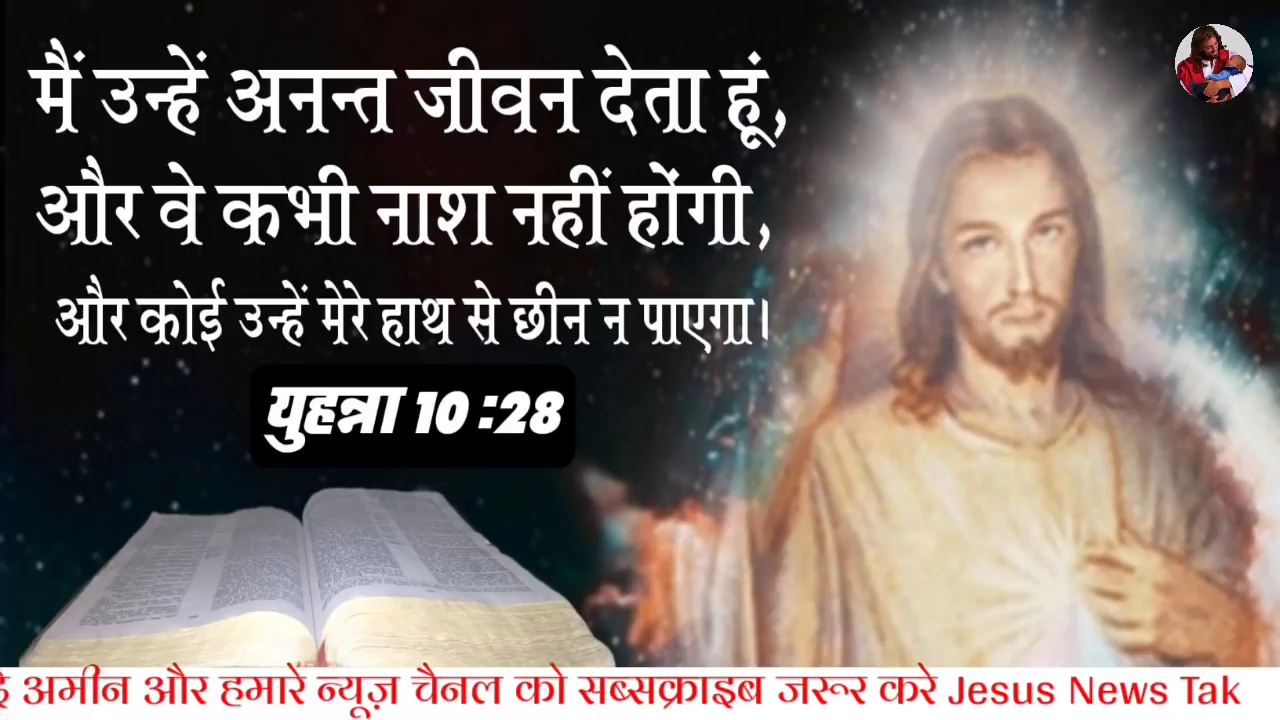 मैं उन्हें अनन्त जीवन देता हूं,
और वे कभी नाश नहीं होंगी,
और कोई उन्हें मेरे हाथ से छीन न पाएगा।
युहन्ना 10 :28
अमीन और हमारें न्यूज़ चैनल को सब्सक्राइब जरूर करे Jesus News Tak